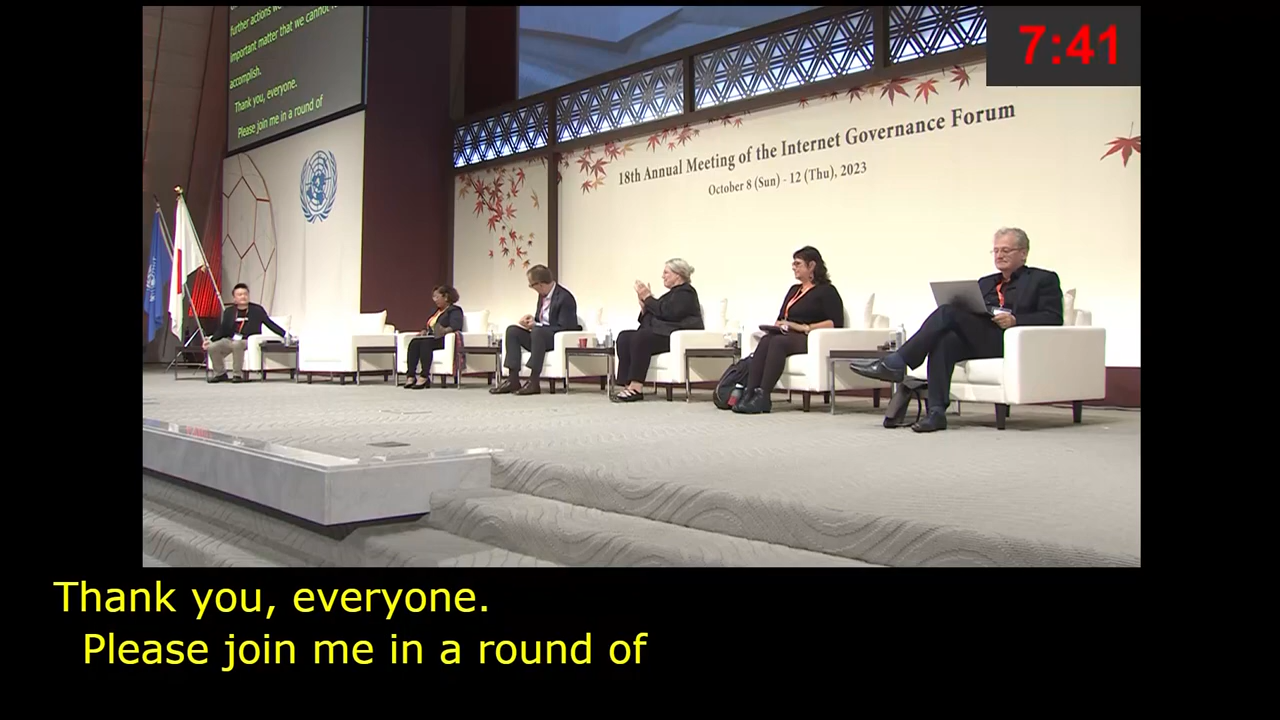 further actions
important matter that we cannot
accomplish.
Thank you, everyone.
Please join me in a round of
7:41
18th Annual Meeting of the Internet Governance Forum
October 8 (Sun) - 12 (Thu), 2023
Thank you, everyone.
Please join me in a round of